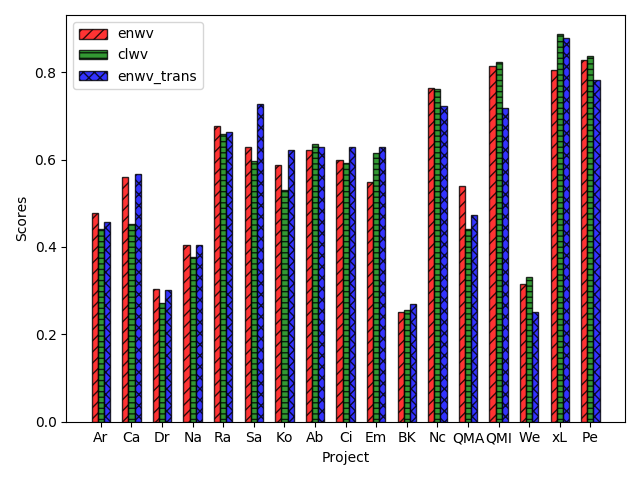 enwv
clwv
enwv_trans
0.8
0.6
0.4
0.2
0.0
Scores
Ar Ca Dr Na Ra Sa Ko Ab Ci Em BK Nc QMA QMI We xL Pe
Project